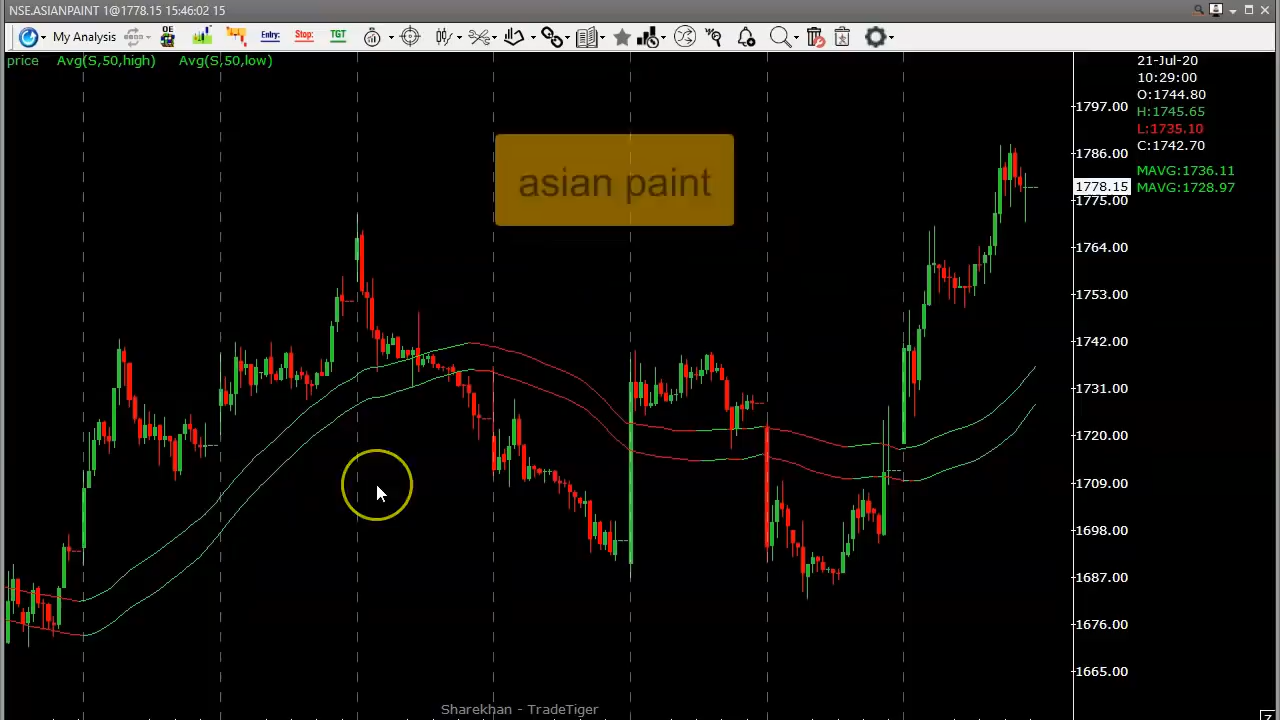 NSE.ASIANPAINT 1@1778.15 15:46:02 15
My Analysis
OE
Entry:
Stop:
TGT
price Avg(S,50,high) Avg(S,50,low)
21-Jul-20
10:29:00
O:1744.80
H:1745.65
L:1735.10
C:1742.70
MAVG:1736.11
MAVG:1728.97
asian paint
1797.00
1786.00
1778.15
1775.00
1764.00
1753.00
1742.00
1731.00
1720.00
1709.00
1698.00
1687.00
1676.00
1665.00
Sharekhan - TradeTiger
Z